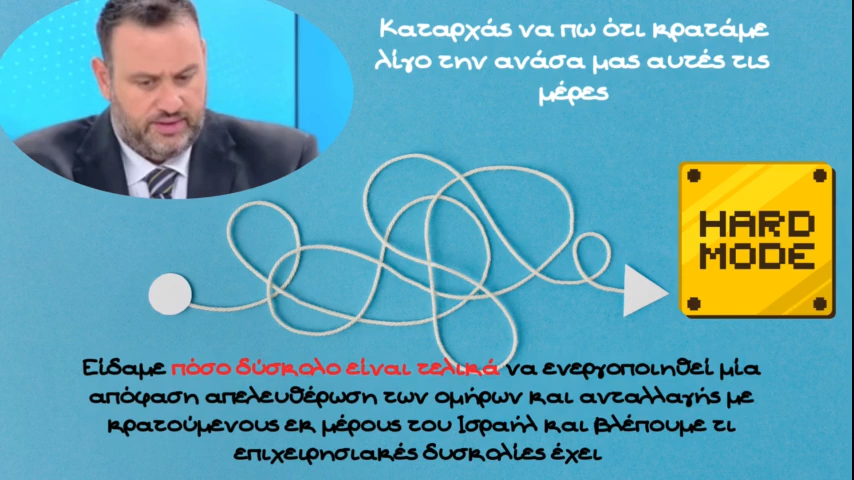 Καταρχάς να πω ότι κρατάμε
λίγο την ανάσα μας αυτές τις
μέρες
HARD
MODE
Είδαμε πόσο δύσκολο είναι τελικά να ενεργοποιηθεί μία
απόφαση απελευθέρωση των ομήρων και ανταλλαγής με
κρατούμενους εκ μέρους του Ισραήλ και βλέπουμε τι
επιχειρησιακές δυσκολίες έχει